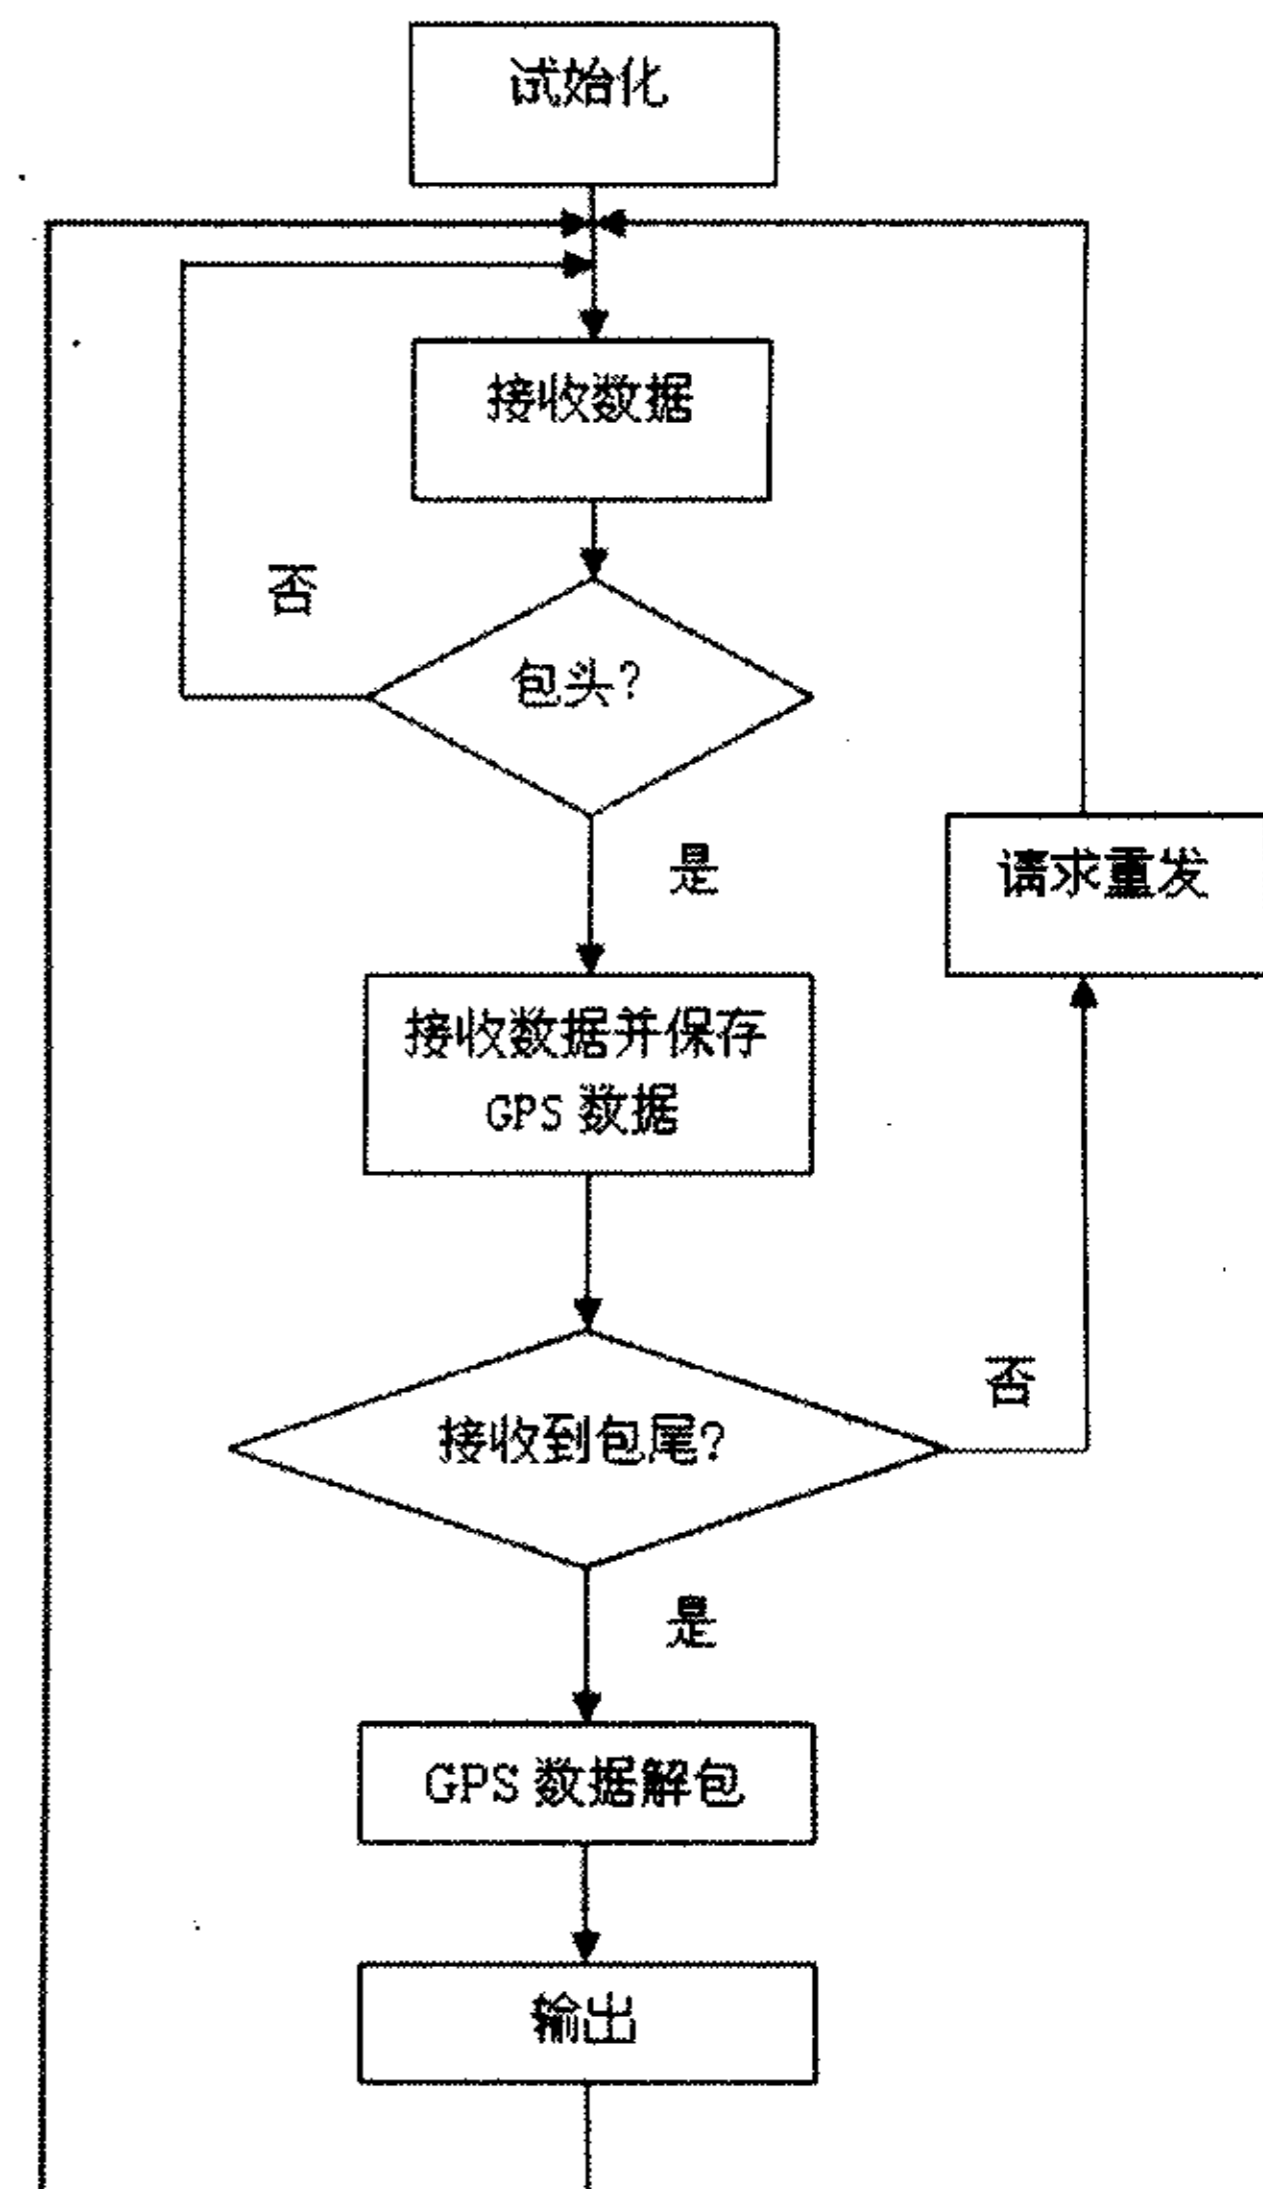 试始化
接收数据
否
包头?
是
请求重发
接收数据并保存
GPS 数据
否
接收到包尾?
是
GPS 数据解包
输出